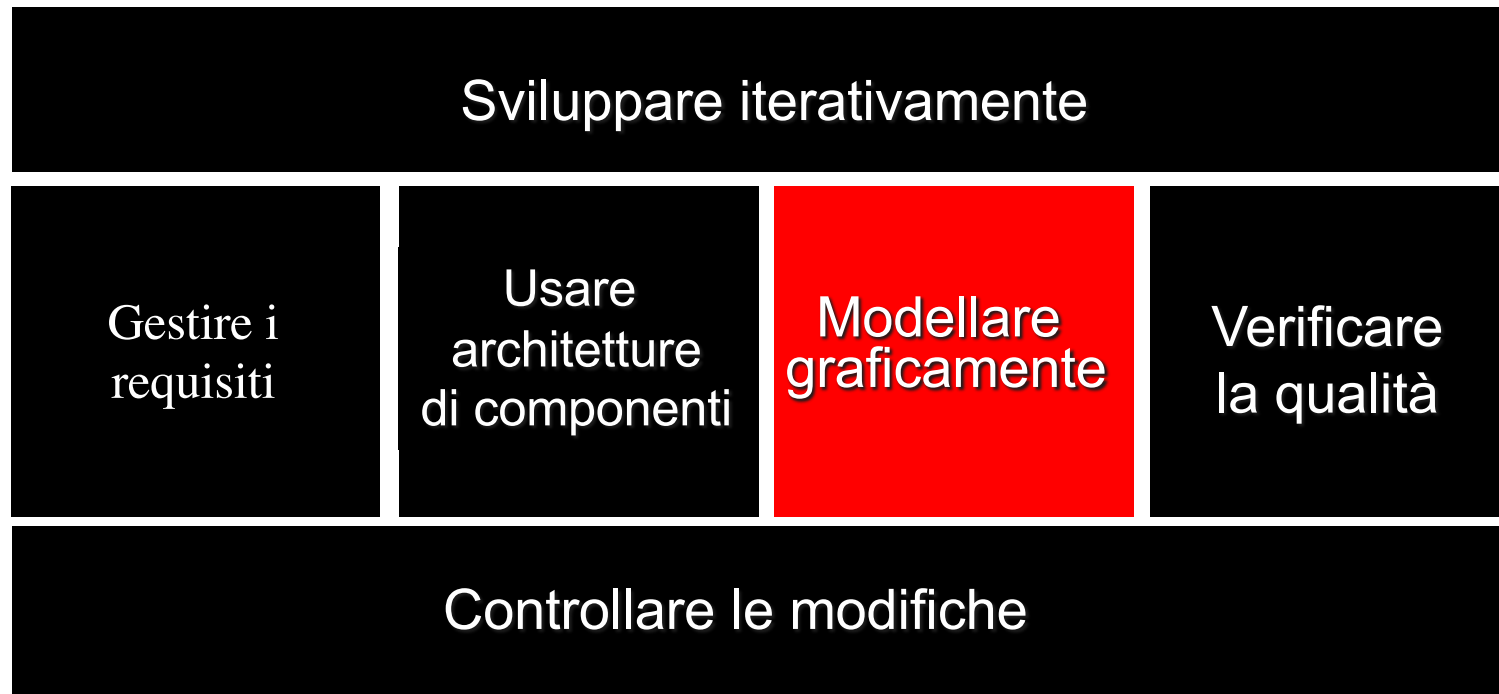 Sviluppare iterativamente
Gestire i
requisiti
Usare
architetture
di componenti
Modellare
graficamente
Verificare
la qualità
Controllare le modifiche